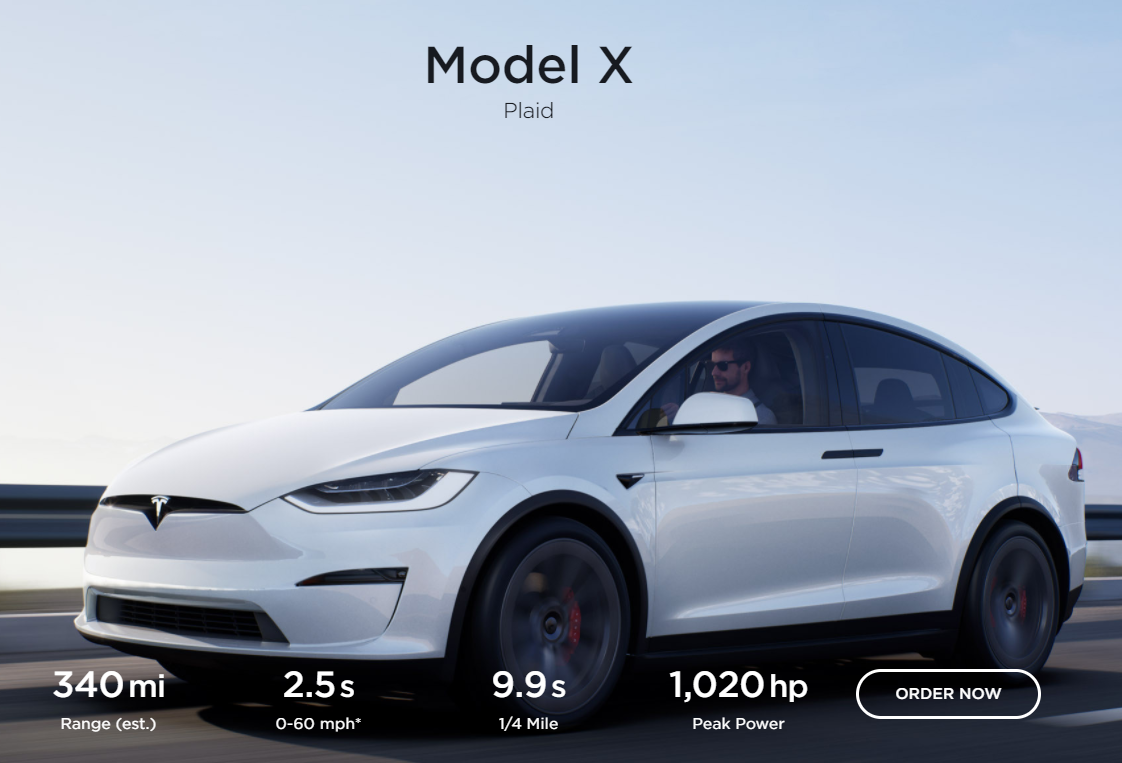 Model X
Plaid
340 mi
Range (est.)
2.5 s
0-60 mph*
9.9 s
1/4 Mile
1,020 hp
Peak Power
ORDER NOW